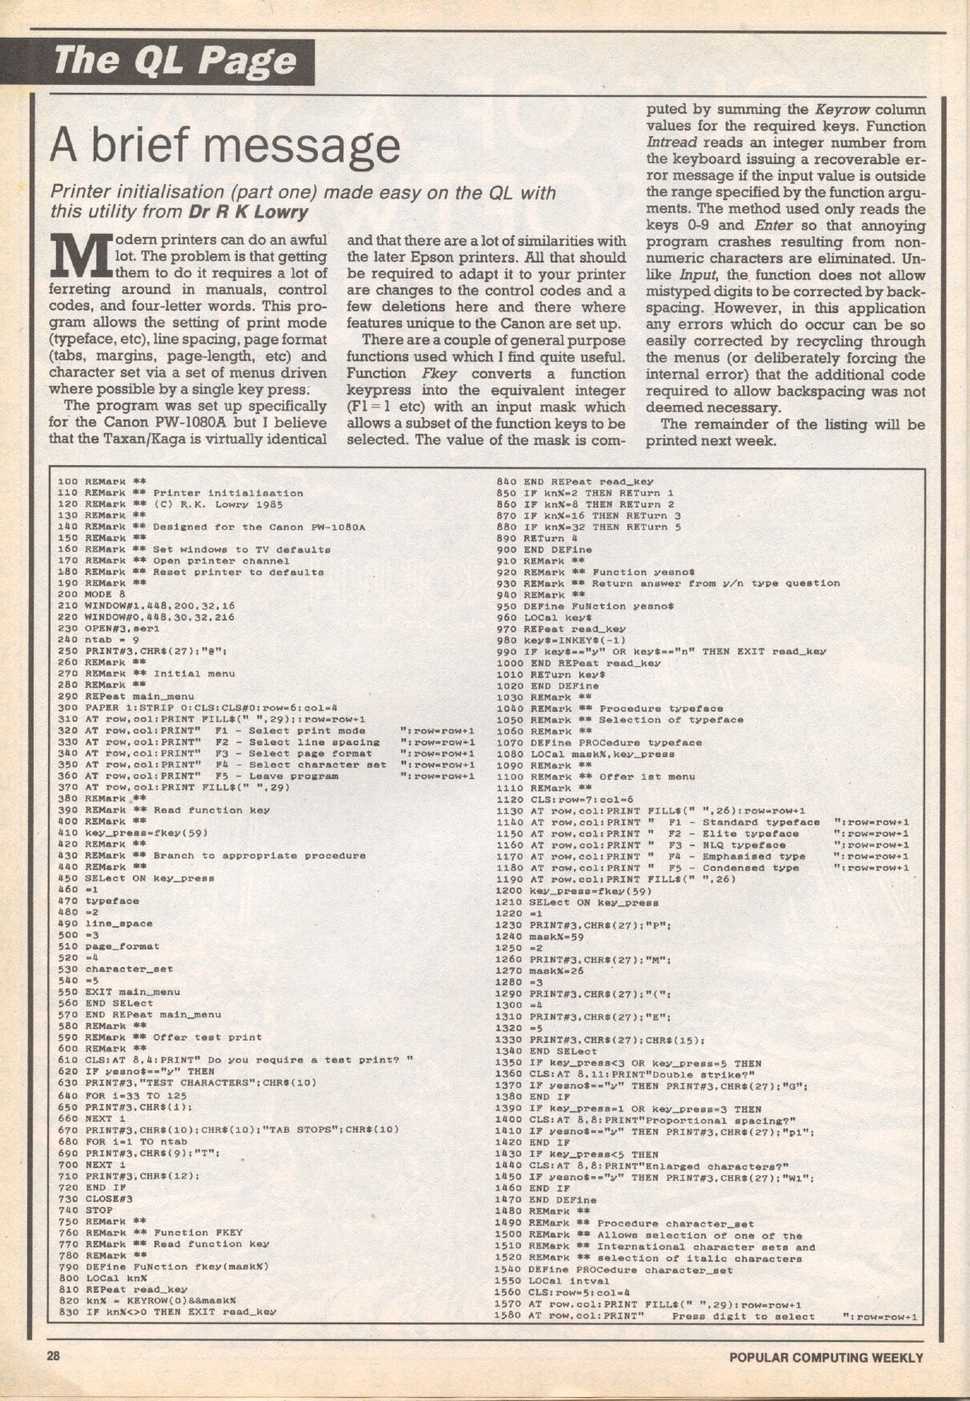 The QL Page
A brief message
Printer initialisation (part one) made easy on the QL with
this utility from Dr R K Lowry
Modern printers can do an awful
lot. The problem is that getting
them to do it requires a lot of
ferreting around in manuals, control
codes, and four-letter words. This pro-
gram allows the setting of print mode
(typeface, etc), line spacing, page format
(tabs, margins, page-length, etc) and
character set via a set of menus driven
where possible by a single key press.
The program was set up specifically
for the Canon PW-1080A but I believe
that the Taxan/Kaga is virtually identical
and that there are a lot of similarities with
the later Epson printers. All that should
be required to adapt it to your printer
are changes to the control codes and a
few deletions here and there where
features unique to the Canon are set up.
There are a couple of general purpose
functions used which I find quite useful.
Function Fkey converts a function
keypress into the equivalent integer
(F1=1 etc) with an input mask which
allows a subset of the function keys to be
selected. The value of the mask is com-
puted by summing the Keyrow column
values for the required keys. Function
Intread reads an integer number from
the keyboard issuing a recoverable er-
ror message if the input value is outside
the range specified by the function argu-
ments. The method used only reads the
keys 0-9 and Enter so that annoying
program crashes resulting from non-
numeric characters are eliminated. Un-
like Input, the function does not allow
mistyped digits to be corrected by back-
spacing. However, in this application
any errors which do occur can be so
easily corrected by recycling through
the menus (or deliberately forcing the
internal error) that the additional code
required to allow backspacing was not
deemed necessary.
The remainder of the listing will be
printed next week.
100 REMark **
110 REMark ** Printer initialisation
120 REMark ** (C) R.K. Lowry 1985
130 REMark **
140 REMark ** Designed for the Canon PW-1080A
150 REMark **
160 REMark ** Set windows to TV defaults
170 REMark ** Open printer channel
180 REMark ** Reset printer to defaults
190 REMark **
200 MODE 8
210 WINDOW#1,448,200,32,16
220 WINDOW#0,448,30,32,216
230 OPEN#3,ser1
240 ntab = 9
250 PRINT#3,CHR$(27);"@";
260 REMark **
270 REMark ** Initial menu
280 REMark **
290 REPeat main_menu
300 PAPER 1:STRIP 0:CLS:CLS#0:row=6:col=4
310 AT row,col:PRINT FILL$(" ",29);:row=row+1
320 AT row,col:PRINT"  F1 - Select print mode     ":row=row+1
330 AT row,col:PRINT"  F2 - Select line spacing   ":row=row+1
340 AT row,col:PRINT"  F3 - Select page format    ":row=row+1
350 AT row,col:PRINT"  F4 - Select character set  ":row=row+1
360 AT row,col:PRINT"  F5 - Leave program         ":row=row+1
370 AT row,col:PRINT FILL$(" ",29)
380 REMark **
390 REMark ** Read function key
400 REMark **
410 key_press=fkey(59)
420 REMark **
430 REMark ** Branch to appropriate procedure
440 REMark **
450 SELect ON key_press
460 =1
470 typeface
480 =2
490 line_space
500 =3
510 page_format
520 =4
530 character_set
540 =5
550 EXIT main_menu
560 END SELect
570 END REPeat main_menu
580 REMark **
590 REMark ** Offer test print
600 REMark **
610 CLS:AT 8,4:PRINT" Do you require a test print? "
620 IF yesno$=="y" THEN
630 PRINT#3,"TEST CHARACTERS";CHR$(10)
640 FOR i=33 TO 125
650 PRINT#3,CHR$(i);
660 NEXT i
670 PRINT#3,CHR$(10);CHR$(10);"TAB STOPS";CHR$(10)
680 FOR i=1 TO ntab
690 PRINT#3,CHR$(9);"T";
700 NEXT i
710 PRINT#3,CHR$(12);
720 END IF
730 CLOSE#3
740 STOP
750 REMark **
760 REMark ** Function FKEY
770 REMark ** Read function key
780 REMark **
790 DEFine FuNction fkey(mask%)
800 LOCal kn%
810 REPeat read_key
820 kn% = KEYROW(0)&&mask%
830 IF kn%<>0 THEN EXIT read_key
840 END REPeat read_key
850 IF kn%=2 THEN RETurn 1
860 IF kn%=8 THEN RETurn 2
870 IF kn%=16 THEN RETurn 3
880 IF kn%=32 THEN RETurn 5
890 RETurn 4
900 END DEFine
910 REMark **
920 REMark ** Function yesno$
930 REMark ** Return answer from y/n type question
940 REMark **
950 DEFine FuNction yesno$
960 LOCal key$
970 REPeat read_key
980 key$=INKEY$(-1)
990 IF key$=="y" OR key$=="n" THEN EXIT read_key
1000 END REPeat read_key
1010 RETurn key$
1020 END DEFine
1030 REMark **
1040 REMark ** Procedure typeface
1050 REMark ** Selection of typeface
1060 REMark **
1070 DEFine PROCedure typeface
1080 LOCal mask%,key_press
1090 REMark **
1100 REMark ** Offer 1st menu
1110 REMark **
1120 CLS:row=7:col=6
1130 AT row,col:PRINT FILL$(" ",26):row=row+1
1140 AT row,col:PRINT "  F1 - Standard typeface  ":row=row+1
1150 AT row,col:PRINT "  F2 - Elite typeface     ":row=row+1
1160 AT row,col:PRINT "  F3 - NLQ typeface       ":row=row+1
1170 AT row,col:PRINT "  F4 - Emphasised type    ":row=row+1
1180 AT row,col:PRINT "  F5 - Condensed type     ":row=row+1
1190 AT row,col:PRINT FILL$(" ",26)
1200 key_press=fkey(59)
1210 SELect ON key_press
1220 =1
1230 PRINT#3,CHR$(27);"P";
1240 mask%=59
1250 =2
1260 PRINT#3,CHR$(27);"M";
1270 mask%=26
1280 =3
1290 PRINT#3,CHR$(27);"(";
1300 =4
1310 PRINT#3,CHR$(27);"E";
1320 =5
1330 PRINT#3,CHR$(27);CHR$(15);
1340 END SELect
1350 IF key_press<3 OR key_press=5 THEN
1360 CLS:AT 8,11:PRINT"Double strike?"
1370 IF yesno$=="y" THEN PRINT#3,CHR$(27);"G";
1380 END IF
1390 IF key_press=1 OR key_press=3 THEN
1400 CLS:AT 8,8:PRINT"Proportional spacing?"
1410 IF yesno$=="y" THEN PRINT#3,CHR$(27);"p1";
1420 END IF
1430 IF key_press<5 THEN
1440 CLS:AT 8,8:PRINT"Enlarged characters?"
1450 IF yesno$=="y" THEN PRINT#3,CHR$(27);"W1";
1460 END IF
1470 END DEFine
1480 REMark **
1490 REMark ** Procedure character_set
1500 REMark ** Allows selection of one of the
1510 REMark ** International character sets and
1520 REMark ** selection of italic characters
1540 DEFine PROCedure character_set
1550 LOCal intval
1560 CLS:row=5:col=4
1570 AT row,col:PRINT FILL$(" ",29):row=row+1
1580 AT row,col:PRINT"    Press digit to select    ":row=row+1
28
POPULAR COMPUTING WEEKLY